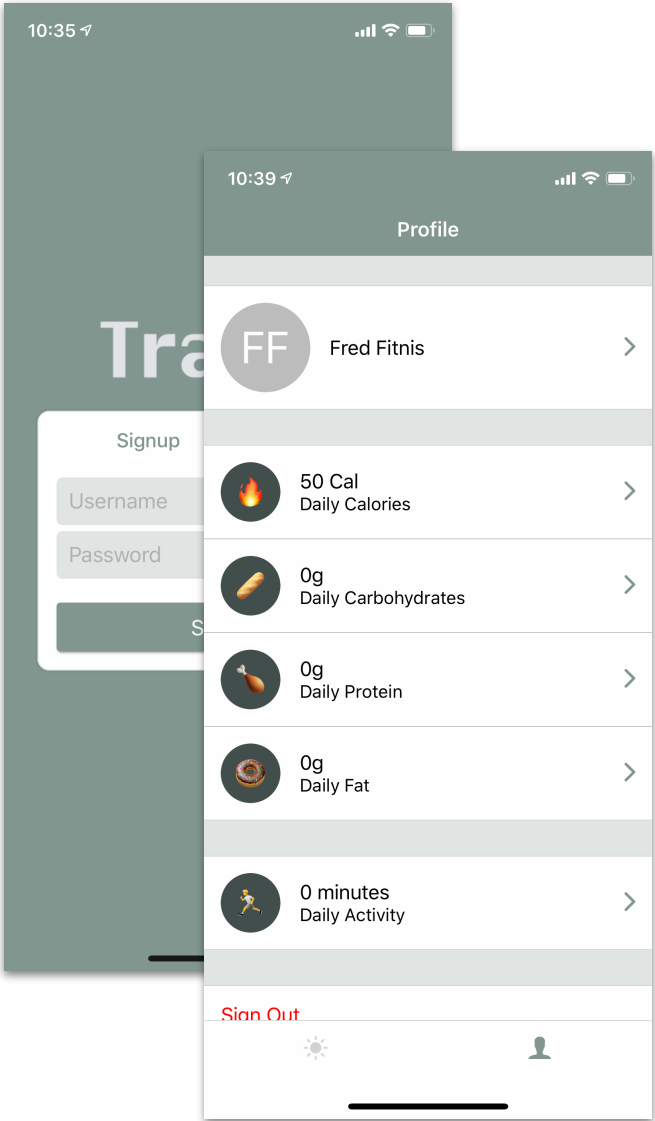 10:35
Tra
Signup
Username
Password
S
10:39
Profile
FF
Fred Fitnis
50 Cal
Daily Calories
0g
Daily Carbohydrates
0g
Daily Protein
0g
Daily Fat
0 minutes
Daily Activity
Sign Out